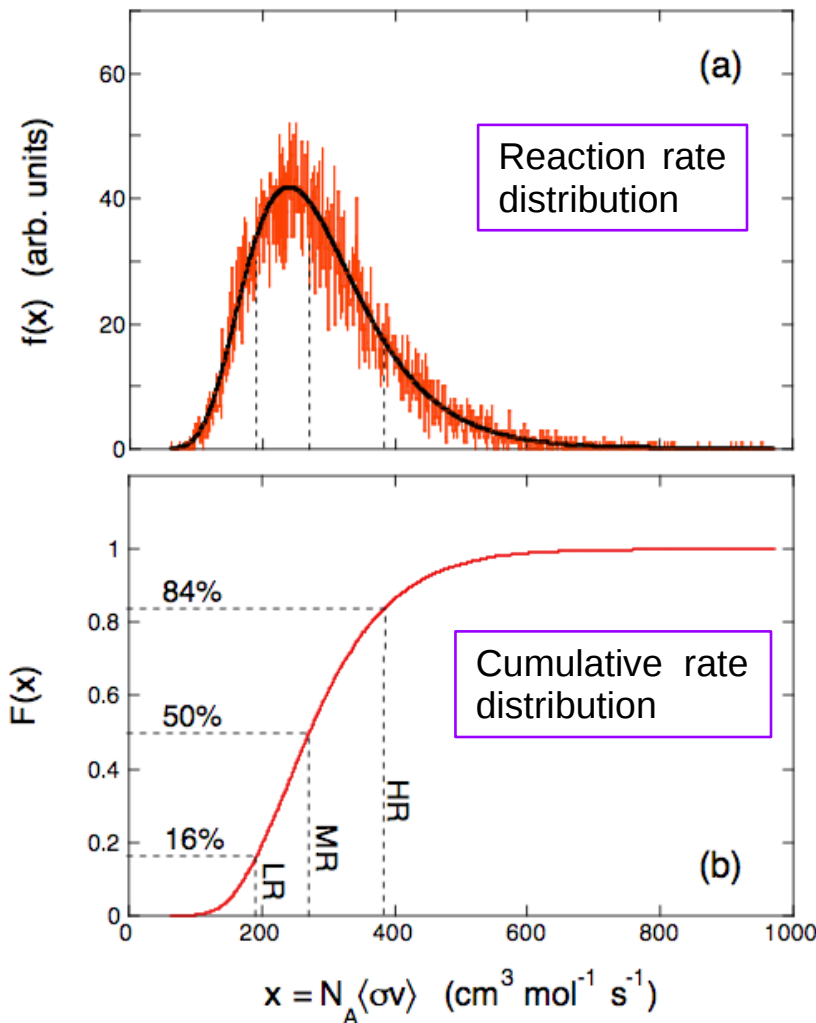 (a)
Reaction rate
distribution
f(x) (arb. units)
60
40
20
0
(b)
Cumulative rate
distribution
F(x)
1
0.8
0.6
0.4
0.2
0
84%
50%
16%
LR
MR
HR
0 200 400 600 800 1000
x = N_A⟨σv⟩ (cm³ mol⁻¹ s⁻¹)